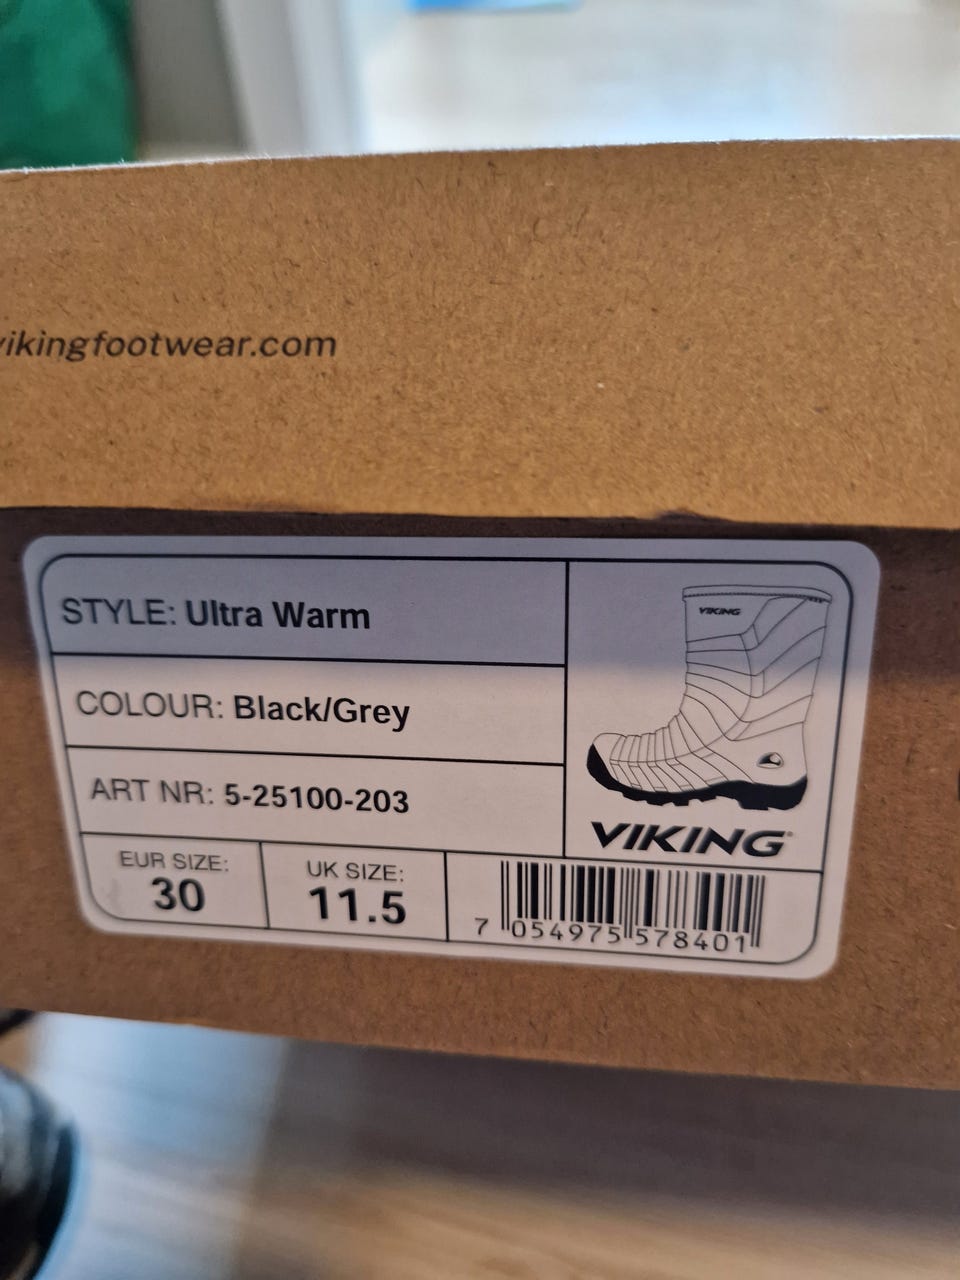 vikingfootwear.com
STYLE: Ultra Warm
COLOUR: Black/Grey
ART NR: 5-25100-203
EUR SIZE:
30
UK SIZE:
11.5
VIKING
VIKING
7 054975 578401